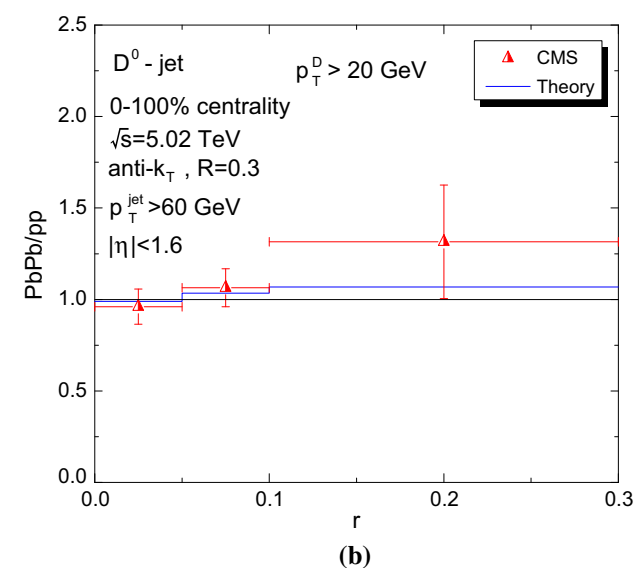 2.5
2.0
1.5
1.0
0.5
0.0
PbPb/pp
D⁰ - jet
p_T^D > 20 GeV
0-100% centrality
√s=5.02 TeV
anti-k_T , R=0.3
p_T^jet >60 GeV
|η|<1.6
CMS
Theory
0.0 0.1 0.2 0.3
r
(b)